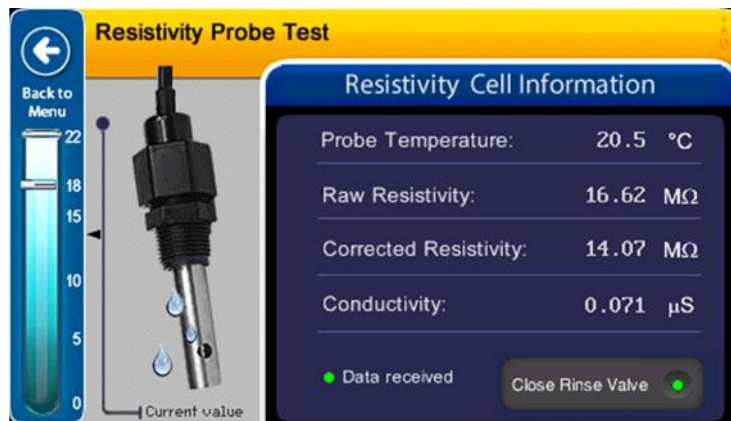 Resistivity Probe Test
Back to
Menu
22
18
15
10
5
0
Current value
Resistivity Cell Information
Probe Temperature: 20.5 °C
Raw Resistivity: 16.62 MΩ
Corrected Resistivity: 14.07 MΩ
Conductivity: 0.071 μS
Data received
Close Rinse Valve